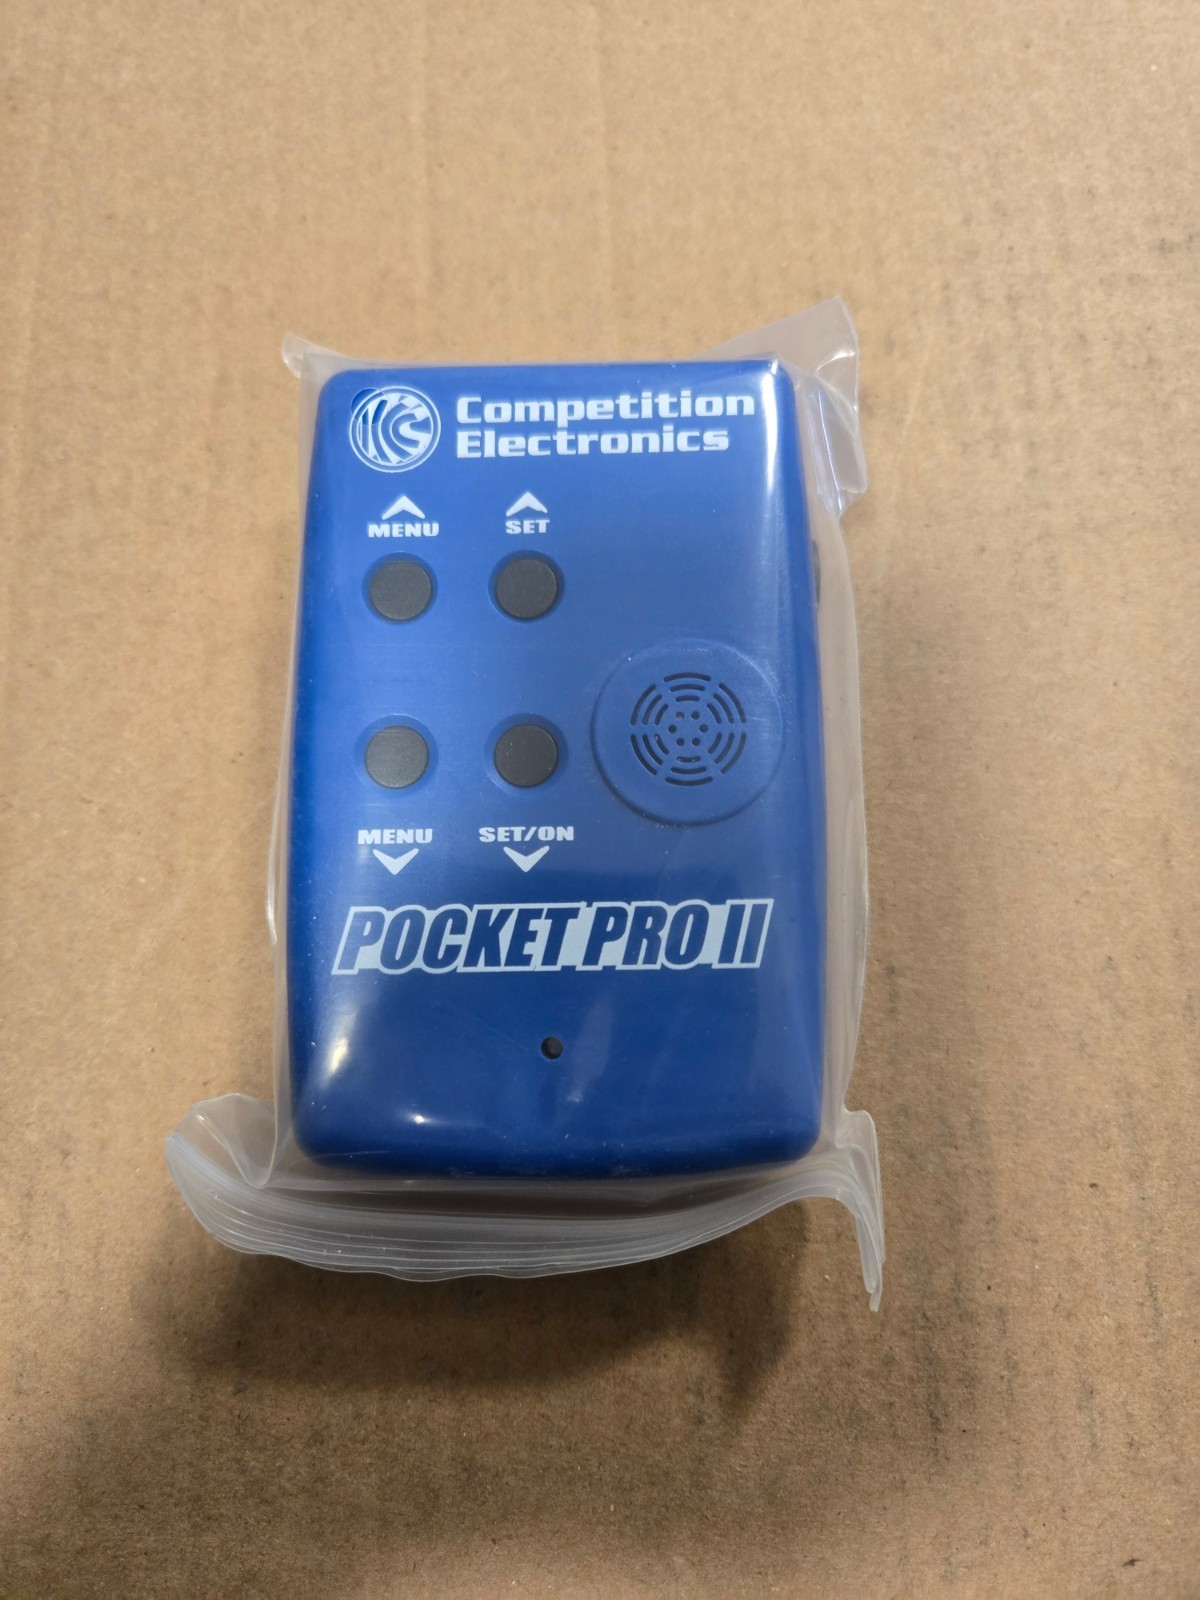 Competition
Electronics
MENU SET
MENU SET/ON
POCKET PRO II